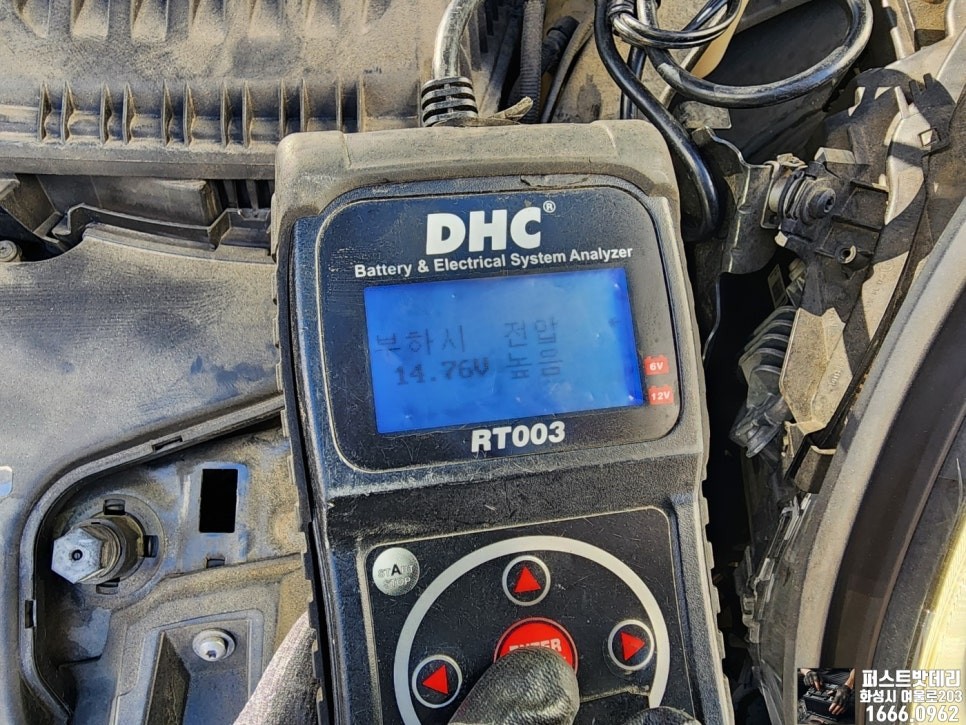 DHC®
Battery & Electrical System Analyzer
부하시 전압
14.76V 높음
6V
12V
RT003
START
STOP
ENTER
퍼스트밧데리
화성시 여울로203
1666.0962